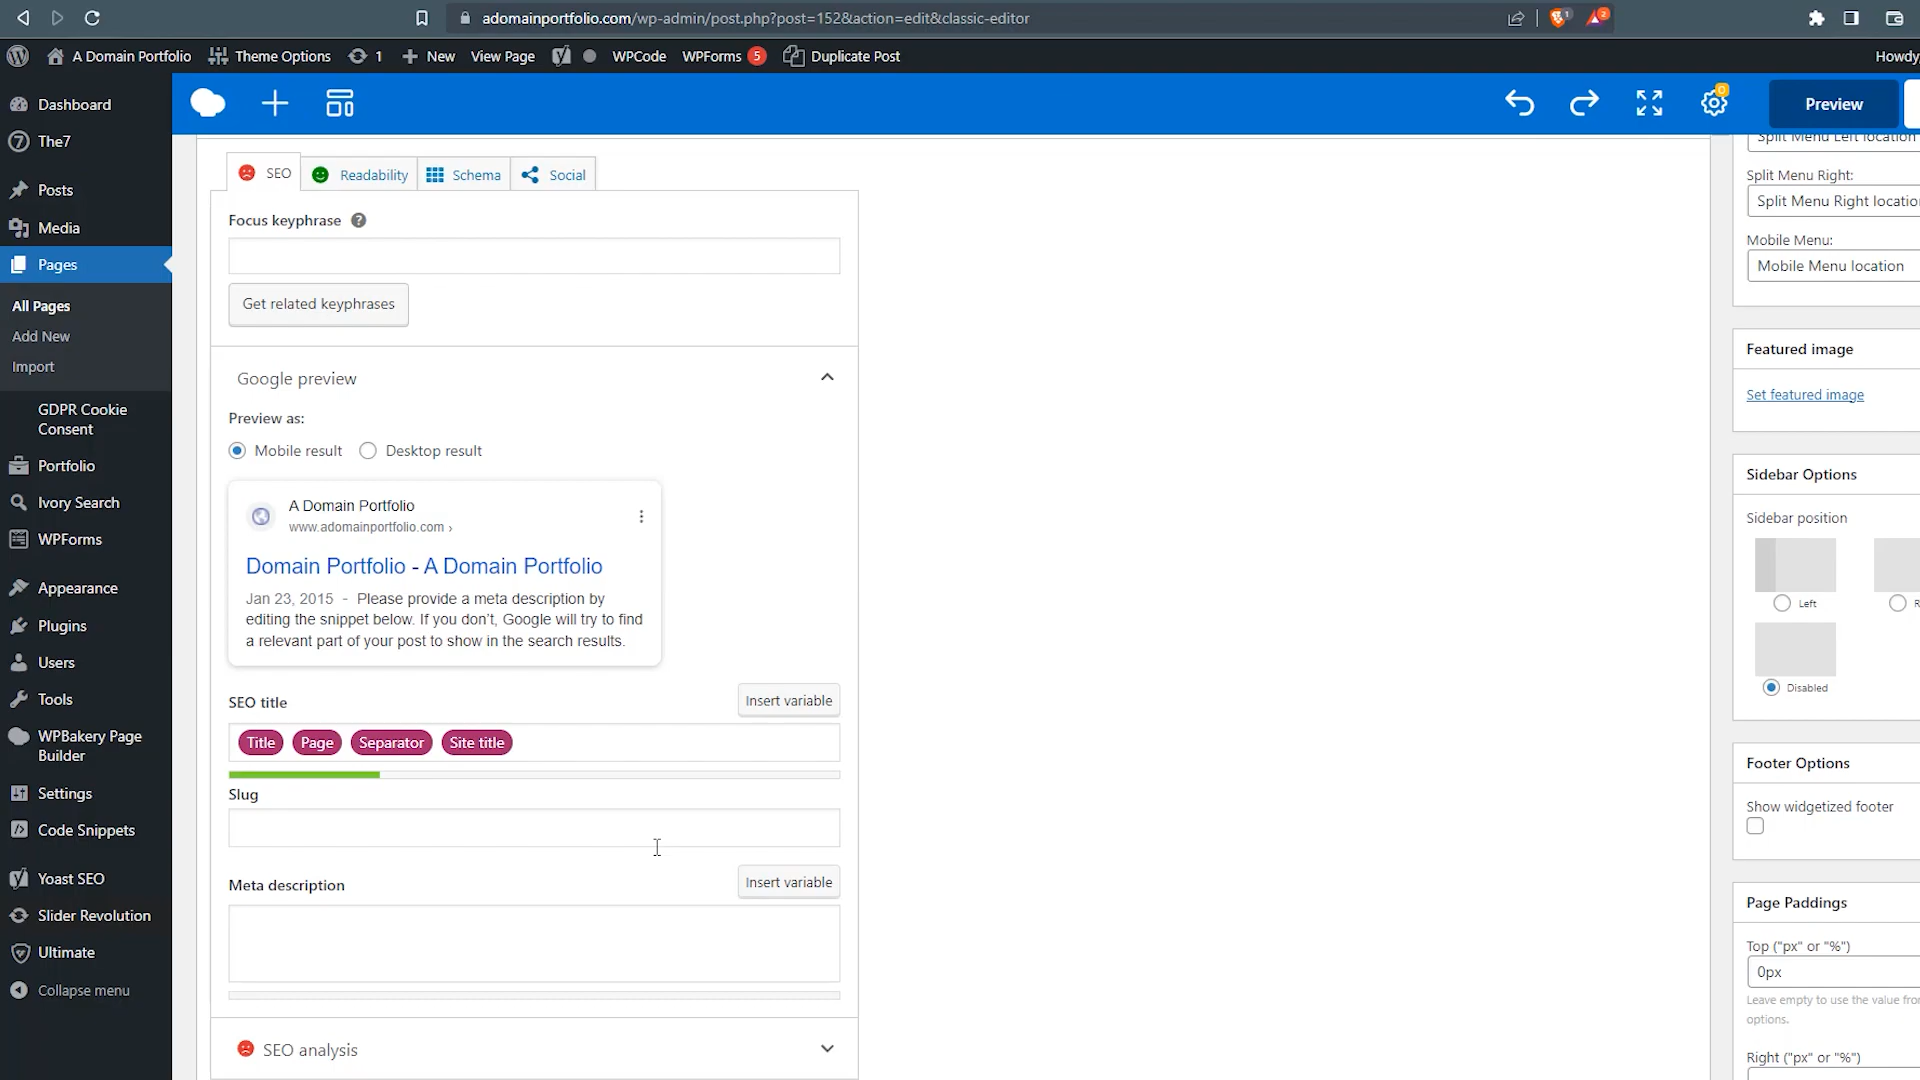 adomainportfolio.com/wp-admin/post.php?post=152&action=edit&classic-editor
1
2
A Domain Portfolio
Theme Options
1
New
View Page
WPCode
WPForms
5
Duplicate Post
Howdy,
Dashboard
The7
Posts
Media
Pages
All Pages
Add New
Import
GDPR Cookie
Consent
Portfolio
Ivory Search
WPForms
Appearance
Plugins
Users
Tools
WPBakery Page
Builder
Settings
Code Snippets
Yoast SEO
Slider Revolution
Ultimate
Collapse menu
0
Preview
SEO
Readability
Schema
Social
Focus keyphrase
?
Get related keyphrases
Google preview
Preview as:
Mobile result
Desktop result
A Domain Portfolio
www.adomainportfolio.com ›
Domain Portfolio - A Domain Portfolio
Jan 23, 2015 - Please provide a meta description by
editing the snippet below. If you don't, Google will try to find
a relevant part of your post to show in the search results.
SEO title
Insert variable
Title
Page
Separator
Site title
Slug
Meta description
Insert variable
SEO analysis
Split Menu Left location
Split Menu Right:
Split Menu Right locatio
Mobile Menu:
Mobile Menu location
Featured image
Set featured image
Sidebar Options
Sidebar position
Left
R
Disabled
Footer Options
Show widgetized footer
Page Paddings
Top ("px" or "%")
0px
Leave empty to use the value fro
options.
Right ("px" or "%")